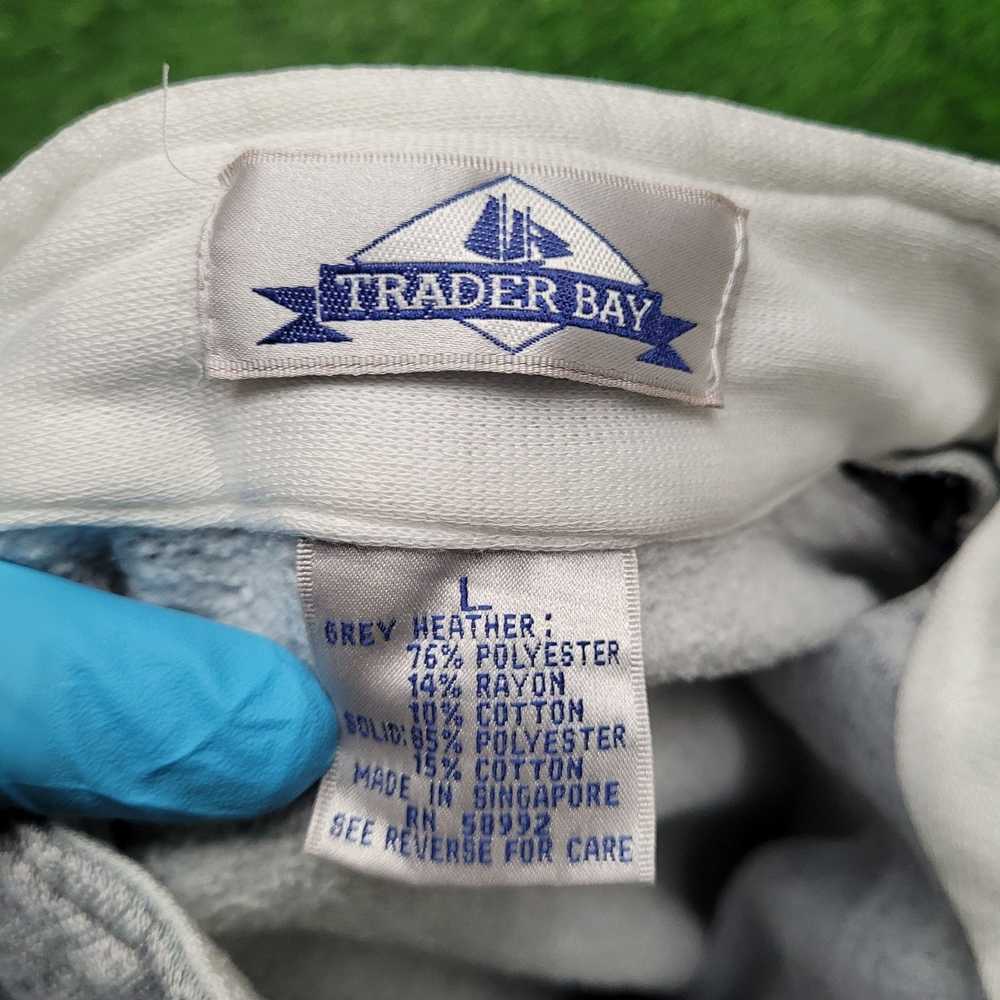 TRADER BAY
L
GREY HEATHER:
76% POLYESTER
14% RAYON
10% COTTON
SOLID: 85% POLYESTER
15% COTTON
MADE IN SINGAPORE
RN 58992
SEE REVERSE FOR CARE